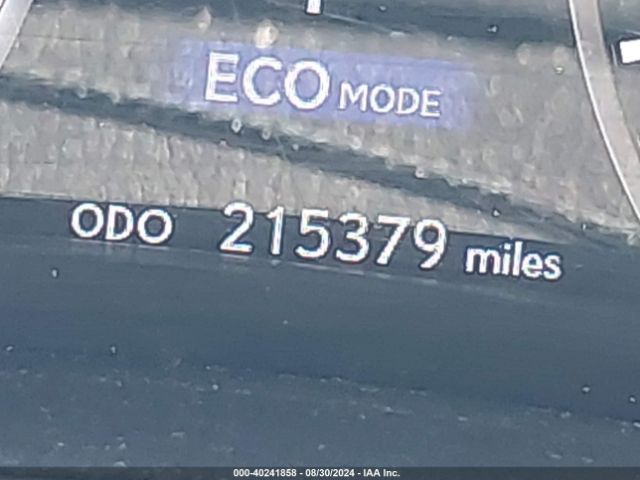 ECO MODE
ODO 215379 miles
000-40241858 - 08/30/2024 - IAA Inc.